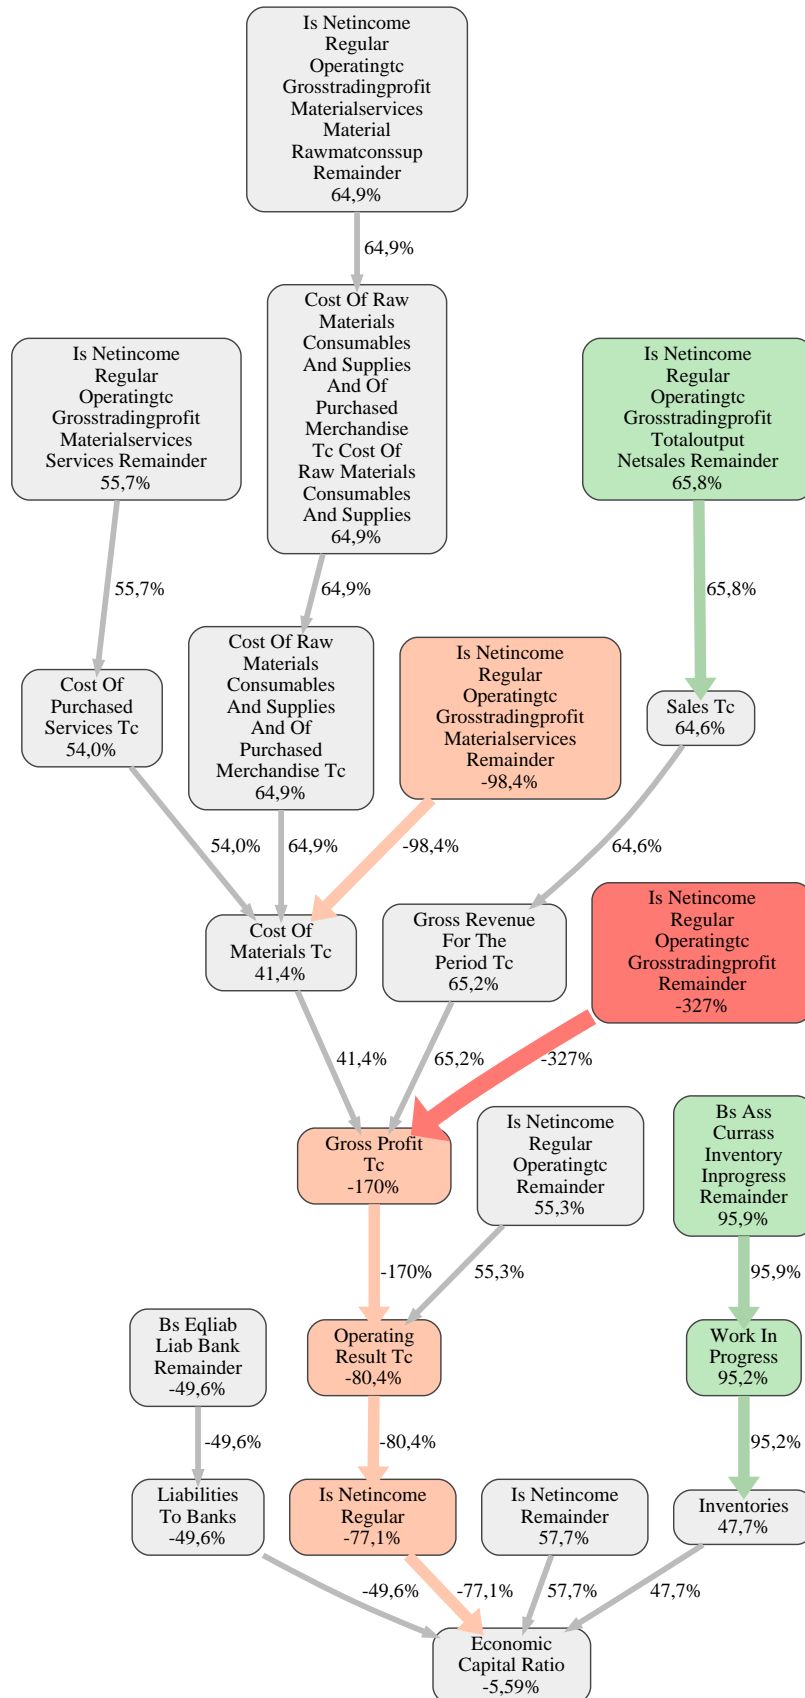 Is Netincome
Regular
Operatingtc
Grosstradingprofit
Materialservices
Material
Rawmatconssup
Remainder
64,9%
64,9%
Cost Of Raw
Materials
Consumables
And Supplies
And Of
Purchased
Merchandise
Tc Cost Of
Raw Materials
Consumables
And Supplies
64,9%
Is Netincome
Regular
Operatingtc
Grosstradingprofit
Materialservices
Services Remainder
55,7%
Is Netincome
Regular
Operatingtc
Grosstradingprofit
Totaloutput
Netsales Remainder
65,8%
55,7%
64,9%
65,8%
Cost Of
Purchased
Services Tc
54,0%
Cost Of Raw
Materials
Consumables
And Supplies
And Of
Purchased
Merchandise Tc
64,9%
Is Netincome
Regular
Operatingtc
Grosstradingprofit
Materialservices
Remainder
-98,4%
Sales Tc
64,6%
54,0%
64,9%
-98,4%
64,6%
Cost Of
Materials Tc
41,4%
Gross Revenue
For The
Period Tc
65,2%
Is Netincome
Regular
Operatingtc
Grosstradingprofit
Remainder
-327%
41,4%
65,2%
-327%
Gross Profit
Tc
-170%
Is Netincome
Regular
Operatingtc
Remainder
55,3%
Bs Ass
Currass
Inventory
Inprogress
Remainder
95,9%
-170%
55,3%
95,9%
Bs Eqliab
Liab Bank
Remainder
-49,6%
Operating
Result Tc
-80,4%
Work In
Progress
95,2%
-49,6%
-80,4%
95,2%
Liabilities
To Banks
-49,6%
Is Netincome
Regular
-77,1%
Is Netincome
Remainder
57,7%
Inventories
47,7%
-49,6%
-77,1%
57,7%
47,7%
Economic
Capital Ratio
-5,59%